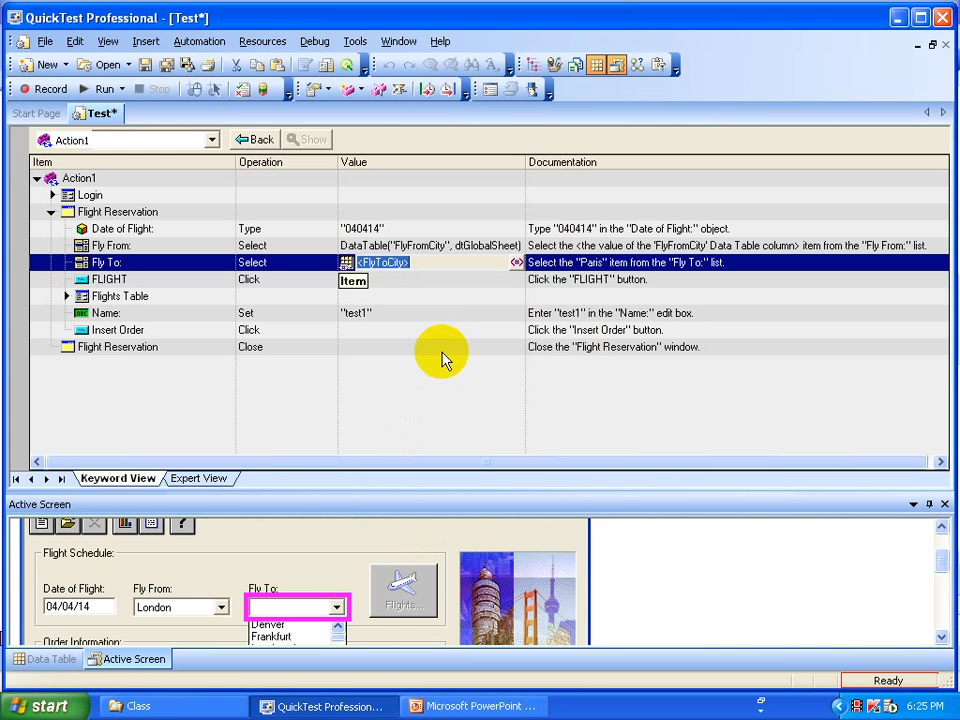 QuickTest Professional - [Test*]
File Edit View Insert Automation Resources Debug Tools Window Help
New Open
Record Run Stop
Start Page Test*
Action1 Back Show
Item Operation Value Documentation
Action1
Login
Flight Reservation
Date of Flight: Type "040414" Type "040414" in the "Date of Flight:" object.
Fly From: Select DataTable("FlyFromCity", dtGlobalSheet) Select the <the value of the 'FlyFromCity' Data Table column> item from the "Fly From:" list.
Fly To: Select <FlyToCity> Select the "Paris" item from the "Fly To:" list.
FLIGHT Click Item Click the "FLIGHT" button.
Flights Table
Name: Set "test1" Enter "test1" in the "Name:" edit box.
Insert Order Click Click the "Insert Order" button.
Flight Reservation Close Close the "Flight Reservation" window.
Keyword View Expert View
Active Screen
Flight Schedule:
Date of Flight: Fly From: Fly To:
04/04/14 London Flights...
Denver
Frankfurt
Order Information:
Data Table Active Screen
Ready
start Class QuickTest Profession... Microsoft PowerPoint ... 6:25 PM